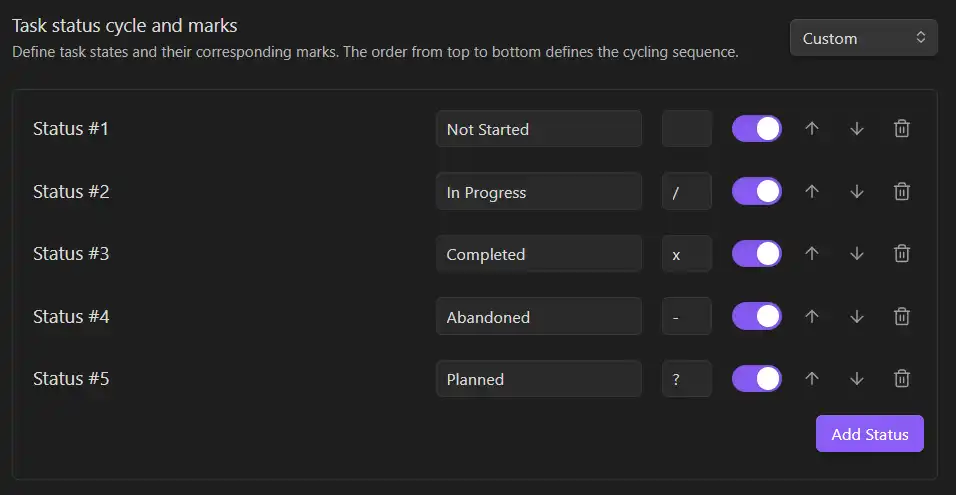 Task status cycle and marks
Define task states and their corresponding marks. The order from top to bottom defines the cycling sequence.
Custom
Status #1 Not Started
Status #2 In Progress /
Status #3 Completed x
Status #4 Abandoned -
Status #5 Planned ?
Add Status